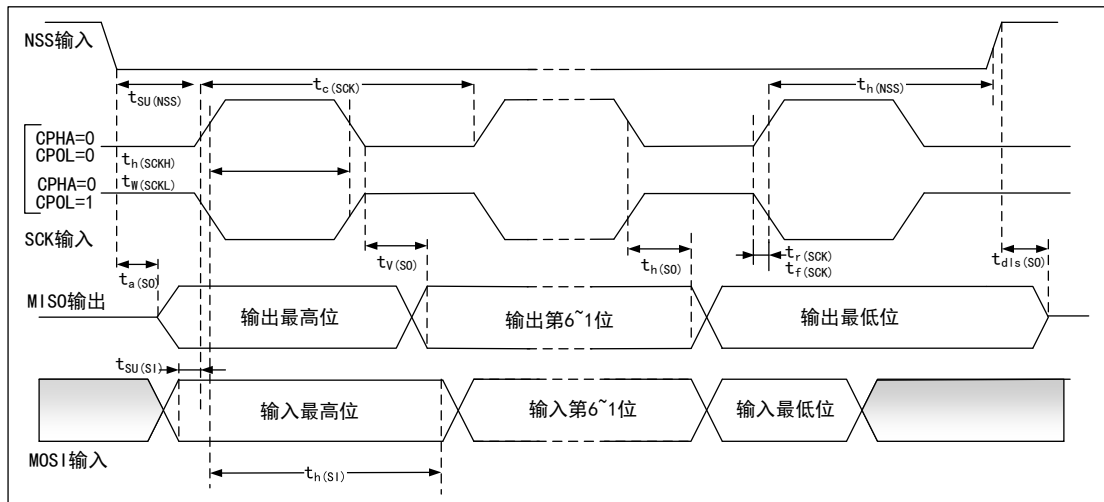 NSS输入
tSU(NSS)
tc(SCK)
th(NSS)
CPHA=0
CPOL=0
th(SCKH)
CPHA=0
tW(SCKL)
CPOL=1
SCK输入
ta(SO)
tV(SO)
th(SO)
tr(SCK)
tf(SCK)
tdls(SO)
MISO输出
输出最高位
输出第6~1位
输出最低位
tSU(SI)
输入最高位
输入第6~1位
输入最低位
MOSI输入
th(SI)